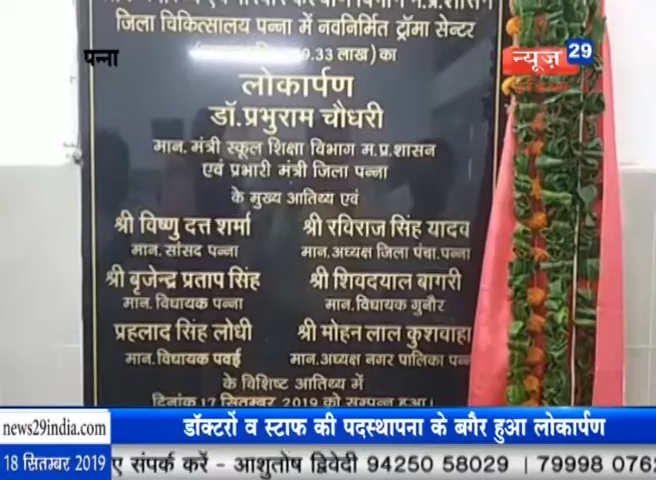 जिला चिकित्सालय पन्ना में नवनिर्मित ट्रॉमा सेन्टर
9.33 लाख) का
लोकार्पण
डॉ.प्रभुराम चौधरी
मान. मंत्री स्कूल शिक्षा विभाग म.प्र.शासन
एवं प्रभारी मंत्री जिला पन्ना
के मुख्य आतिथ्य एवं
श्री विष्णु दत्त शर्मा श्री रविराज सिंह यादव
मान. सांसद पन्ना मान.अध्यक्ष जिला पंचा.पन्ना
श्री बृजेन्द्र प्रताप सिंह श्री शिवदयाल बागरी
मान. विधायक पन्ना मान. विधायक गुनौर
प्रहलाद सिंह लोधी श्री मोहन लाल कुशवाहा
मान. विधायक पवई मान.अध्यक्ष नगर पालिका
के विशिष्ट आतिथ्य में
दिनांक 17 सितम्बर 2019 को सम्पन्न हुआ।
पन्ना
न्यूज़ 29
news29india.com डॉक्टरों व स्टाफ की पदस्थापना के बगैर हुआ लोकार्पण
18 सितम्बर 2019 ए संपर्क करें - आशुतोष द्विवेदी 94250 58029 | 79998 076